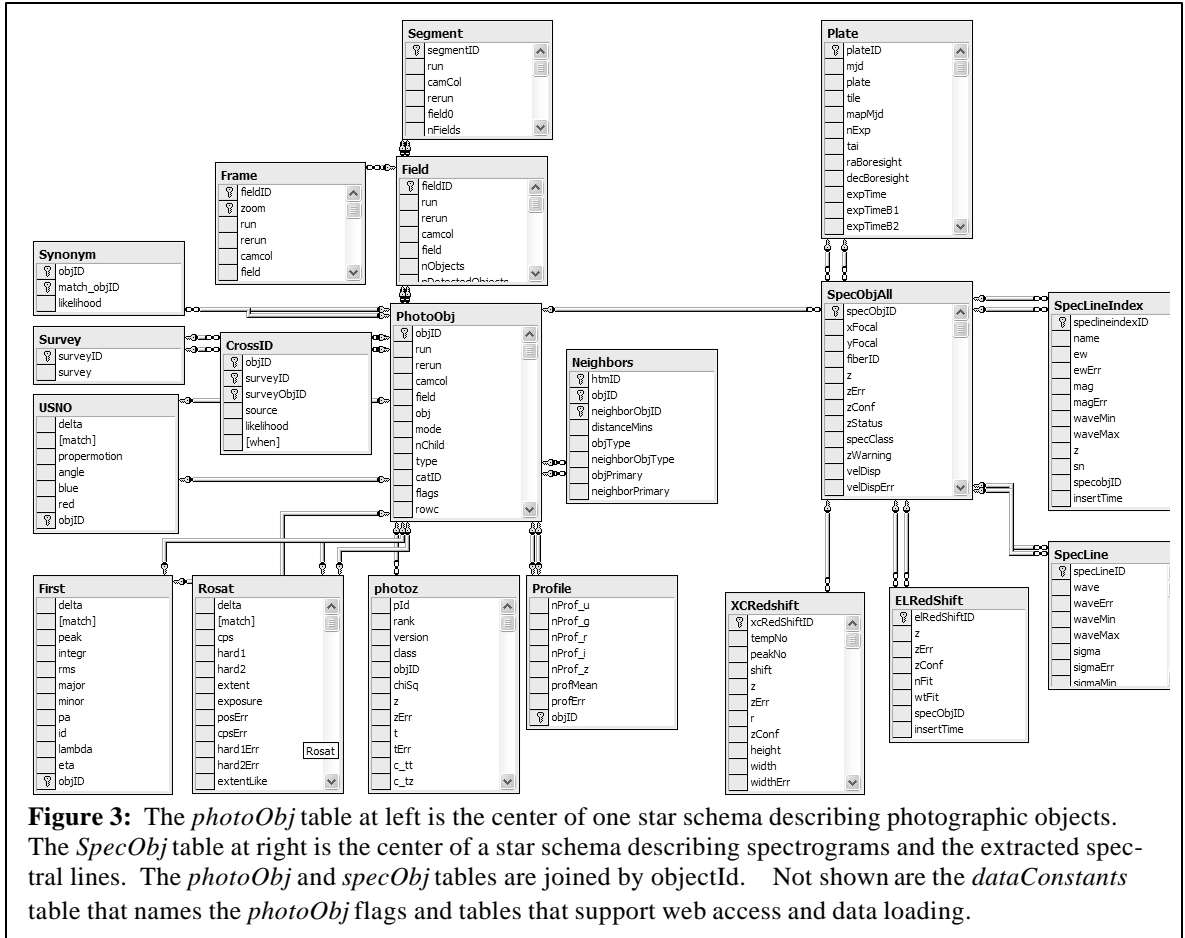 Segment
segmentID
run
camCol
rerun
field0
nFields
Plate
plateID
mjd
plate
tile
mapMjd
nExp
tai
raBoresight
decBoresight
expTime
expTimeB1
expTimeB2
Frame
fieldID
zoom
run
rerun
camcol
field
Field
fieldID
run
rerun
camcol
field
nObjects
nDetectedObjects
Synonym
objID
match_objID
likelihood
Survey
surveyID
survey
CrossID
objID
surveyID
surveyObjID
source
likelihood
[when]
PhotoObj
objID
run
rerun
camcol
field
obj
mode
nChild
type
catID
flags
rowc
Neighbors
htmID
objID
neighborObjID
distanceMins
objType
neighborObjType
objPrimary
neighborPrimary
SpecObjAll
specObjID
xFocal
yFocal
fiberID
z
zErr
zConf
zStatus
specClass
zWarning
velDisp
velDispErr
SpecLineIndex
speclineindexID
name
ew
ewErr
mag
magErr
waveMin
waveMax
z
sn
specobjID
insertTime
USNO
delta
[match]
propermotion
angle
blue
red
objID
First
delta
[match]
peak
integr
rms
major
minor
pa
id
lambda
eta
objID
Rosat
delta
[match]
cps
hard1
hard2
extent
exposure
posErr
cpsErr
hard1Err
hard2Err
extentLike
Rosat
photoz
pId
rank
version
class
objID
chiSq
z
zErr
t
tErr
c_tt
c_tz
Profile
nProf_u
nProf_g
nProf_r
nProf_i
nProf_z
profMean
profErr
objID
XCRedshift
xcRedShiftID
tempNo
peakNo
shift
z
zErr
r
zConf
height
width
widthErr
ELRedShift
elRedShiftID
z
zErr
zConf
nFit
wtFit
specObjID
insertTime
SpecLine
specLineID
wave
waveErr
waveMin
waveMax
sigma
sigmaErr
sigmaMin
Figure 3: The photoObj table at left is the center of one star schema describing photographic objects.
The SpecObj table at right is the center of a star schema describing spectrograms and the extracted spec-
tral lines. The photoObj and specObj tables are joined by objectId. Not shown are the dataConstants
table that names the photoObj flags and tables that support web access and data loading.